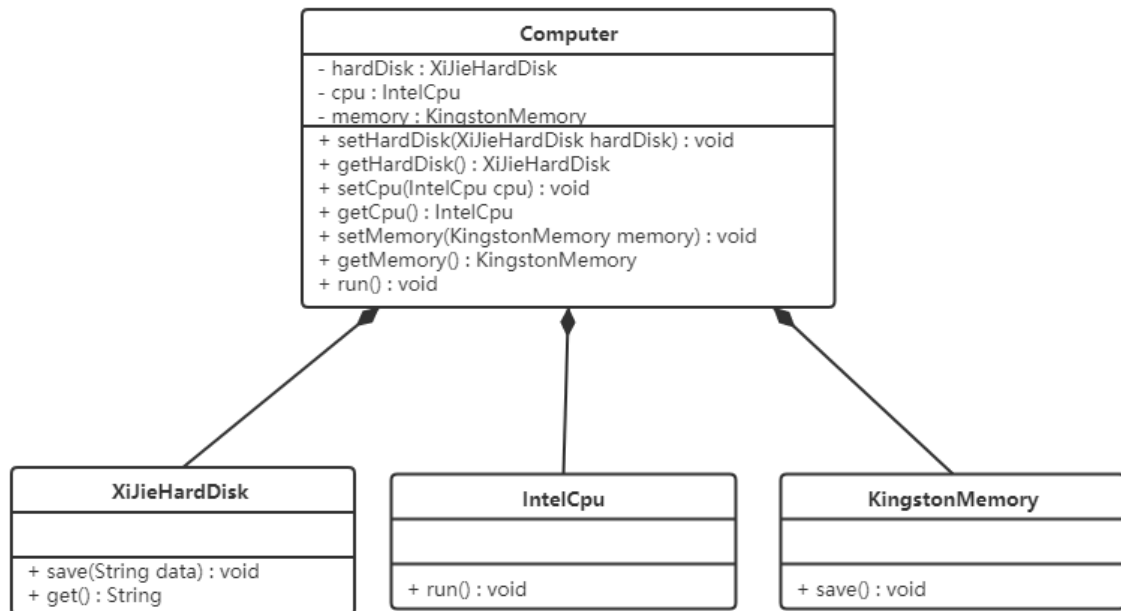 Computer
- hardDisk : XiJieHardDisk
- cpu : IntelCpu
- memory : KingstonMemory
+ setHardDisk(XiJieHardDisk hardDisk) : void
+ getHardDisk() : XiJieHardDisk
+ setCpu(IntelCpu cpu) : void
+ getCpu() : IntelCpu
+ setMemory(KingstonMemory memory) : void
+ getMemory() : KingstonMemory
+ run() : void
XiJieHardDisk
+ save(String data) : void
+ get() : String
IntelCpu
+ run() : void
KingstonMemory
+ save() : void